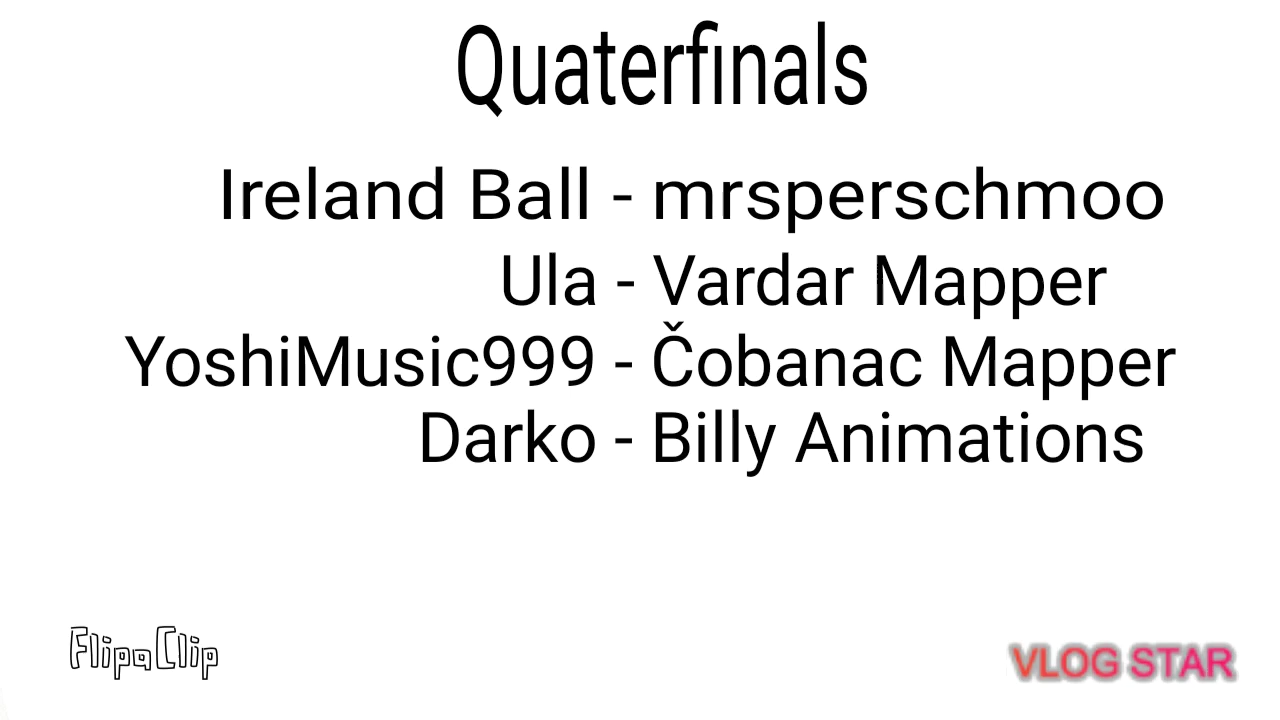 Quaterfinals
Ireland Ball - mrsperschmoo
Ula - Vardar Mapper
YoshiMusic999 - Čobanac Mapper
Darko - Billy Animations
FlipaClip
VLOG STAR